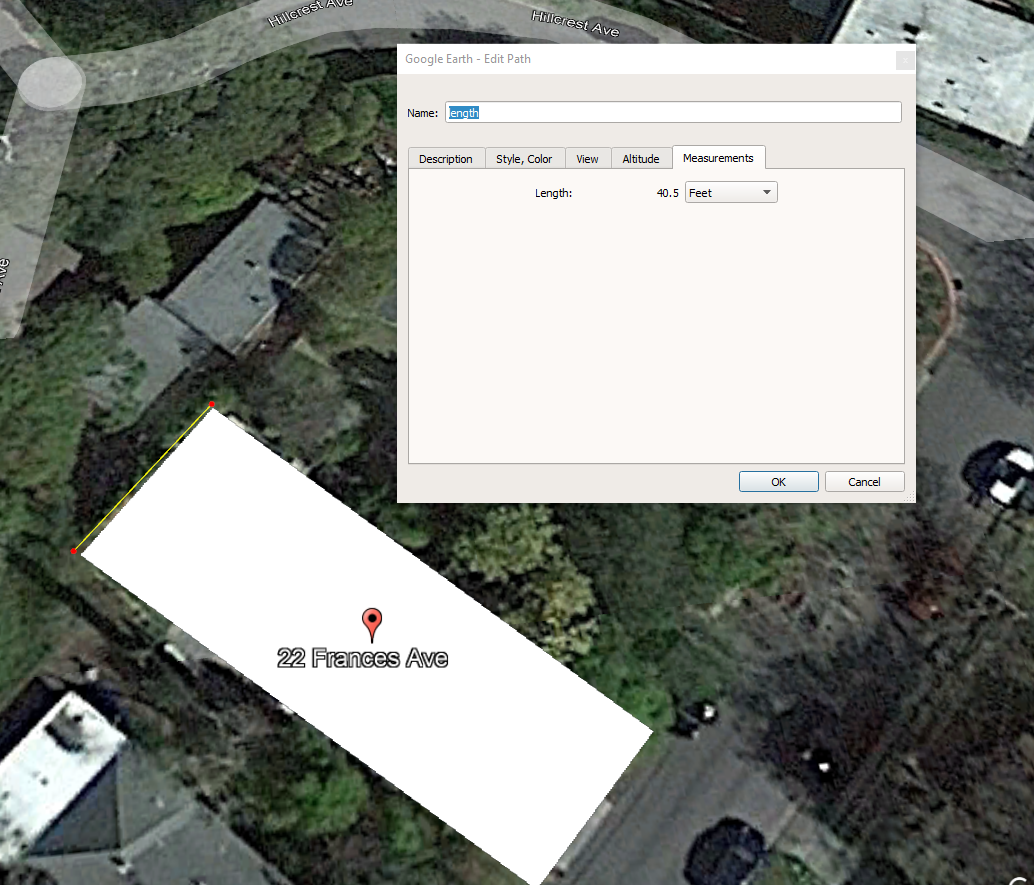 Hillcrest Ave
Hillcrest Ave
Google Earth - Edit Path
Name: length
Description Style, Color View Altitude Measurements
Length: 40.5 Feet
Ave
OK Cancel
22 Frances Ave